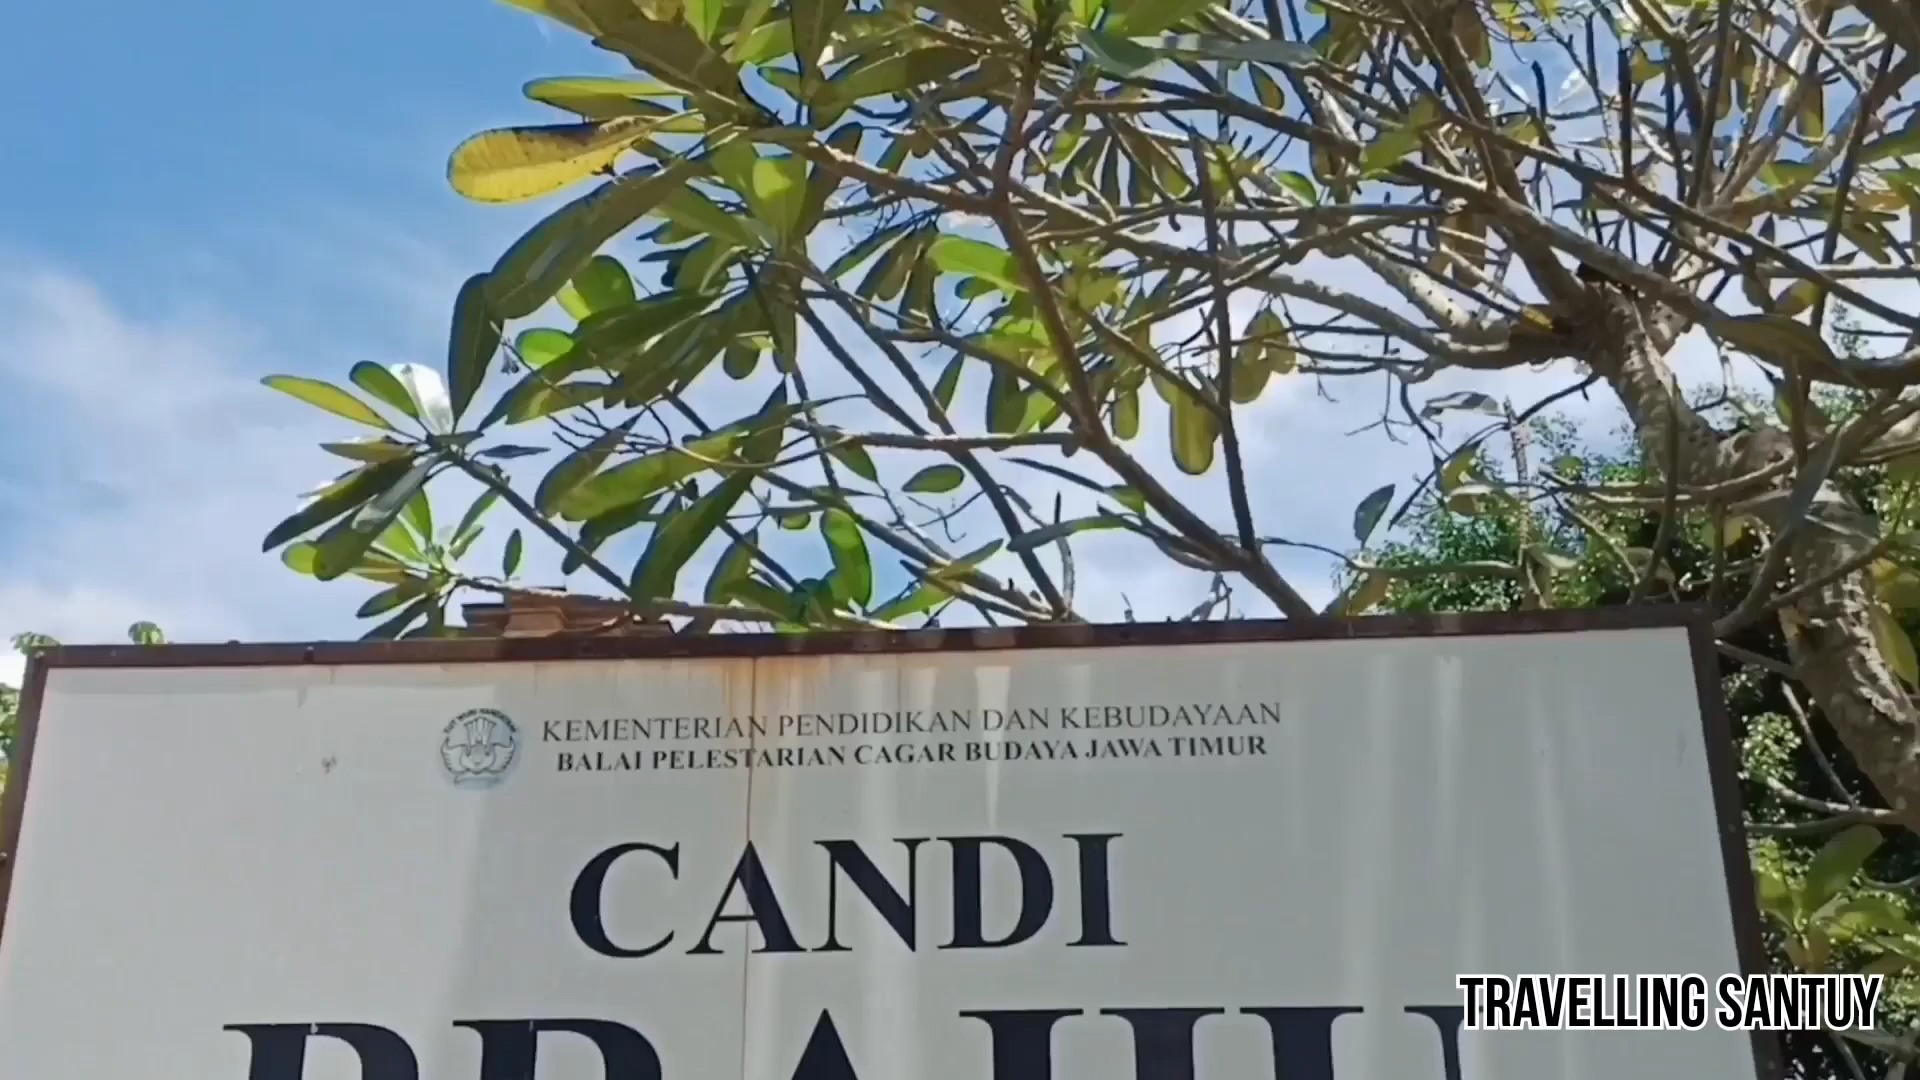 KEMENTERIAN PENDIDIKAN DAN KEBUDAYAAN
BALAI PELESTARIAN CAGAR BUDAYA JAWA TIMUR
CANDI
TRAVELLING SANTUY